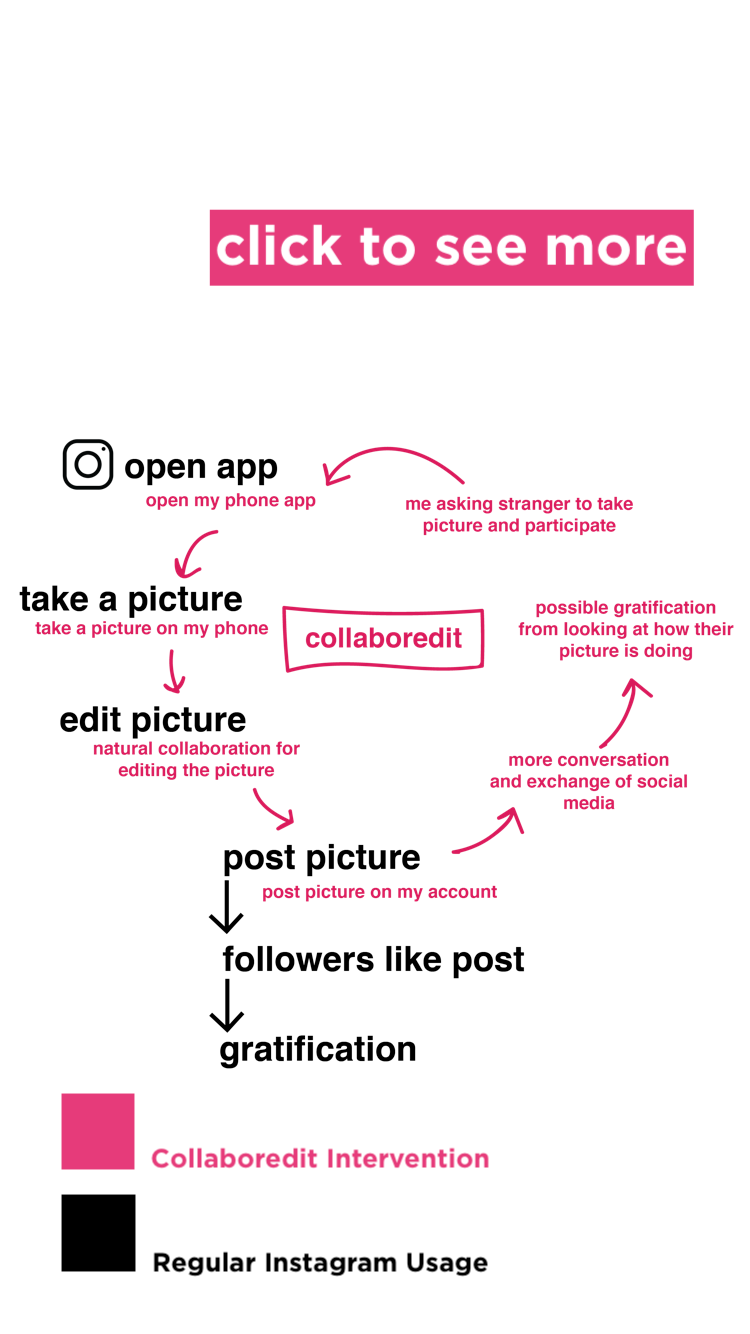 click to see more
open app
open my phone app
me asking stranger to take
picture and participate
take a picture
take a picture on my phone
collaboredit
possible gratification
from looking at how their
picture is doing
edit picture
natural collaboration for
editing the picture
more conversation
and exchange of social
media
post picture
post picture on my account
followers like post
gratification
Collaboredit Intervention
Regular Instagram Usage